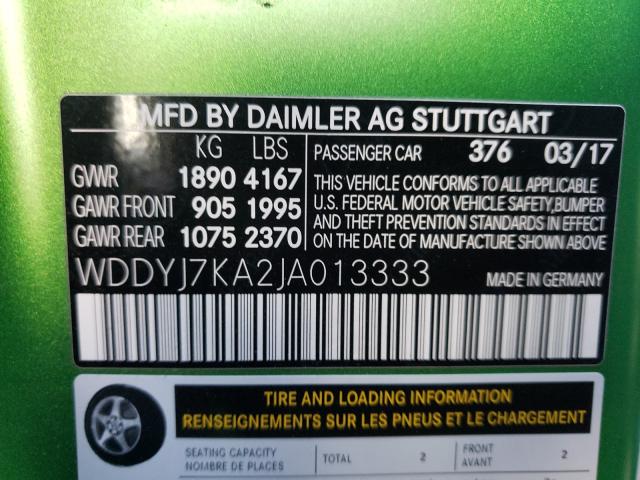 MFD BY DAIMLER AG STUTTGART
KG LBS
GVWR 1890 4167
GAWR FRONT 905 1995
GAWR REAR 1075 2370
PASSENGER CAR 376 03/17
THIS VEHICLE CONFORMS TO ALL APPLICABLE
U.S. FEDERAL MOTOR VEHICLE SAFETY,BUMPER
AND THEFT PREVENTION STANDARDS IN EFFECT
ON THE DATE OF MANUFACTURE SHOWN ABOVE
WDDYJ7KA2JA013333 MADE IN GERMANY
TIRE AND LOADING INFORMATION
RENSEIGNEMENTS SUR LES PNEUS ET LE CHARGEMENT
SEATING CAPACITY
NOMBRE DE PLACES
TOTAL 2
FRONT
AVANT 2